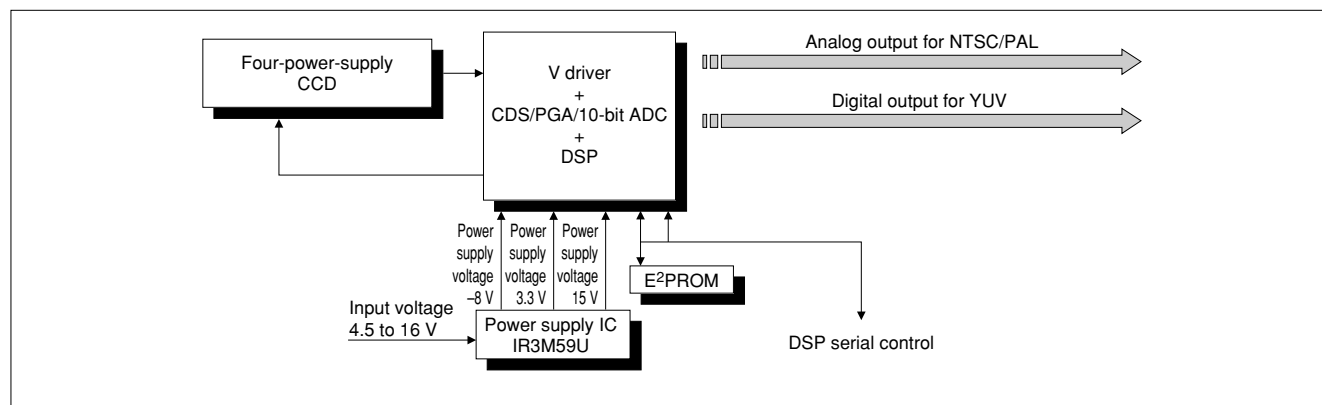 Four-power-supply
CCD
V driver
+
CDS/PGA/10-bit ADC
+
DSP
Analog output for NTSC/PAL
Digital output for YUV
Power
supply
voltage
–8 V
Power
supply
voltage
3.3 V
Power
supply
voltage
15 V
E²PROM
Input voltage
4.5 to 16 V
Power supply IC
IR3M59U
DSP serial control